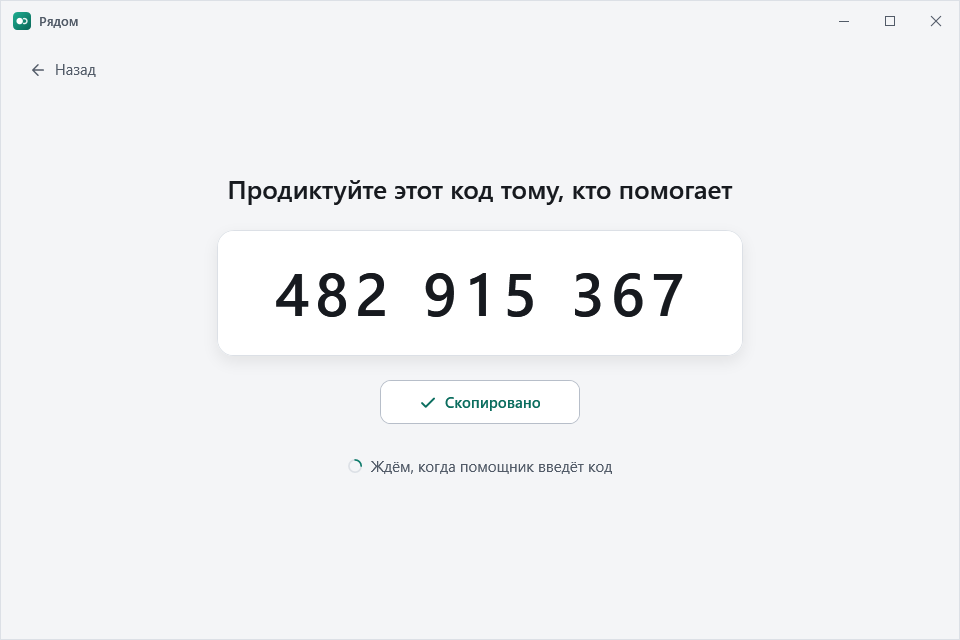 Рядом
Назад
Продиктуйте этот код тому, кто помогает
482 915 367
Скопировано
Ждём, когда помощник введёт код